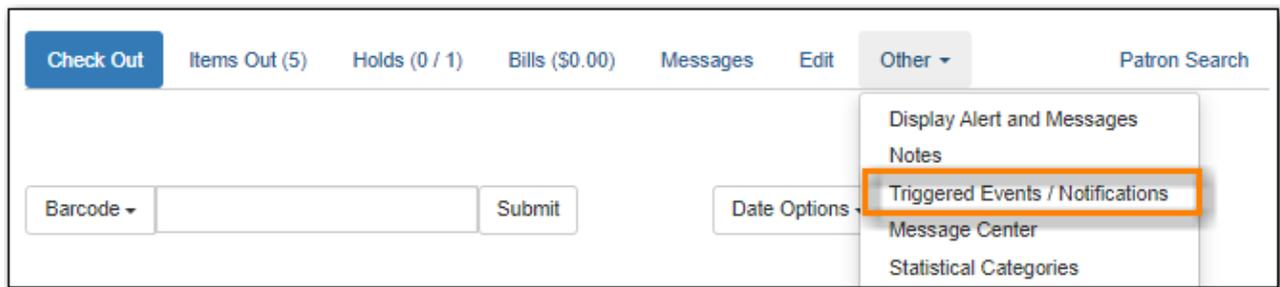 Check Out Items Out (5) Holds (0 / 1) Bills ($0.00) Messages Edit Other Patron Search
Display Alert and Messages
Notes
Triggered Events / Notifications
Barcode Submit Date Options
Message Center
Statistical Categories